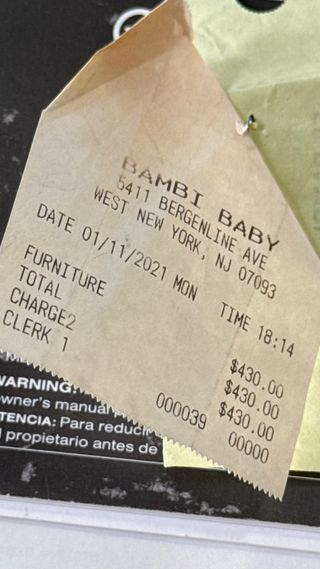 BAMBI BABY
5411 BERGENLINE AVE
WEST NEW YORK, NJ 07093
DATE 01/11/2021 MON TIME 18:14
FURNITURE $430.00
TOTAL $430.00
CHARGE2 $430.00
CLERK 1 000039 00000
WARNING:
owner's manual
TENCIA: Para reducir
propietario antes de